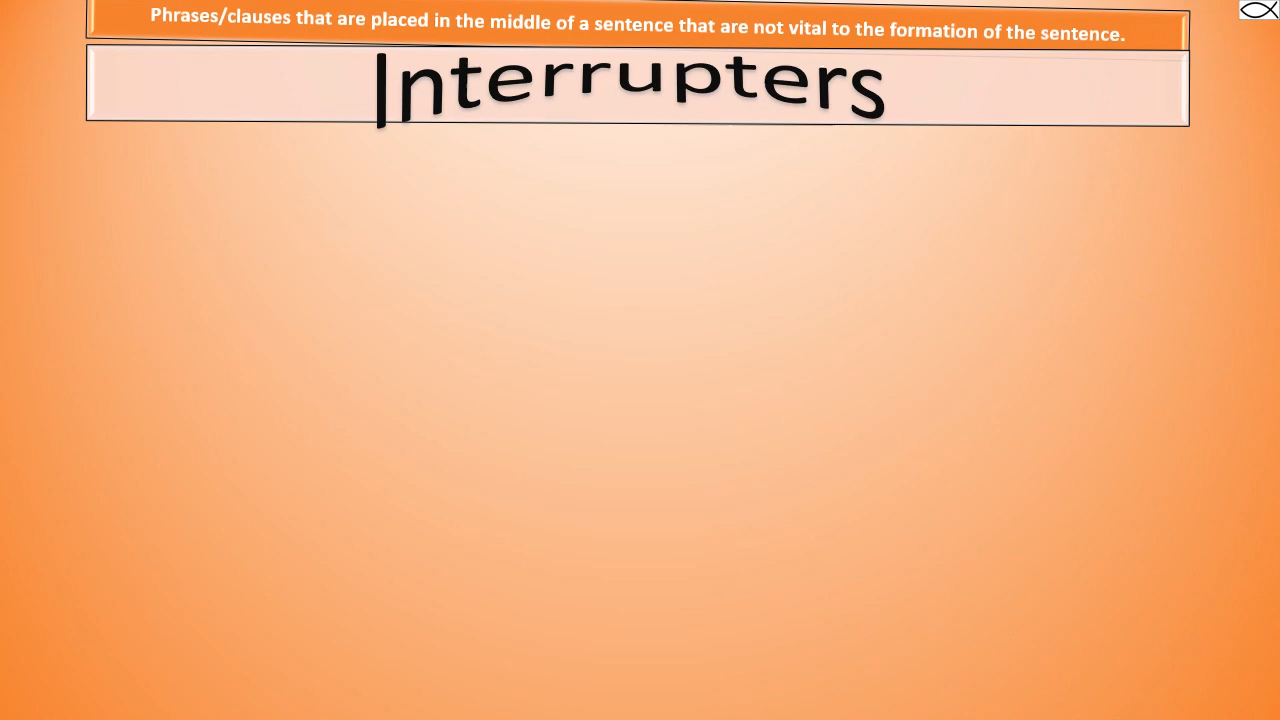 Phrases/clauses that are placed in the middle of a sentence that are not vital to the formation of the sentence.
Interrupters